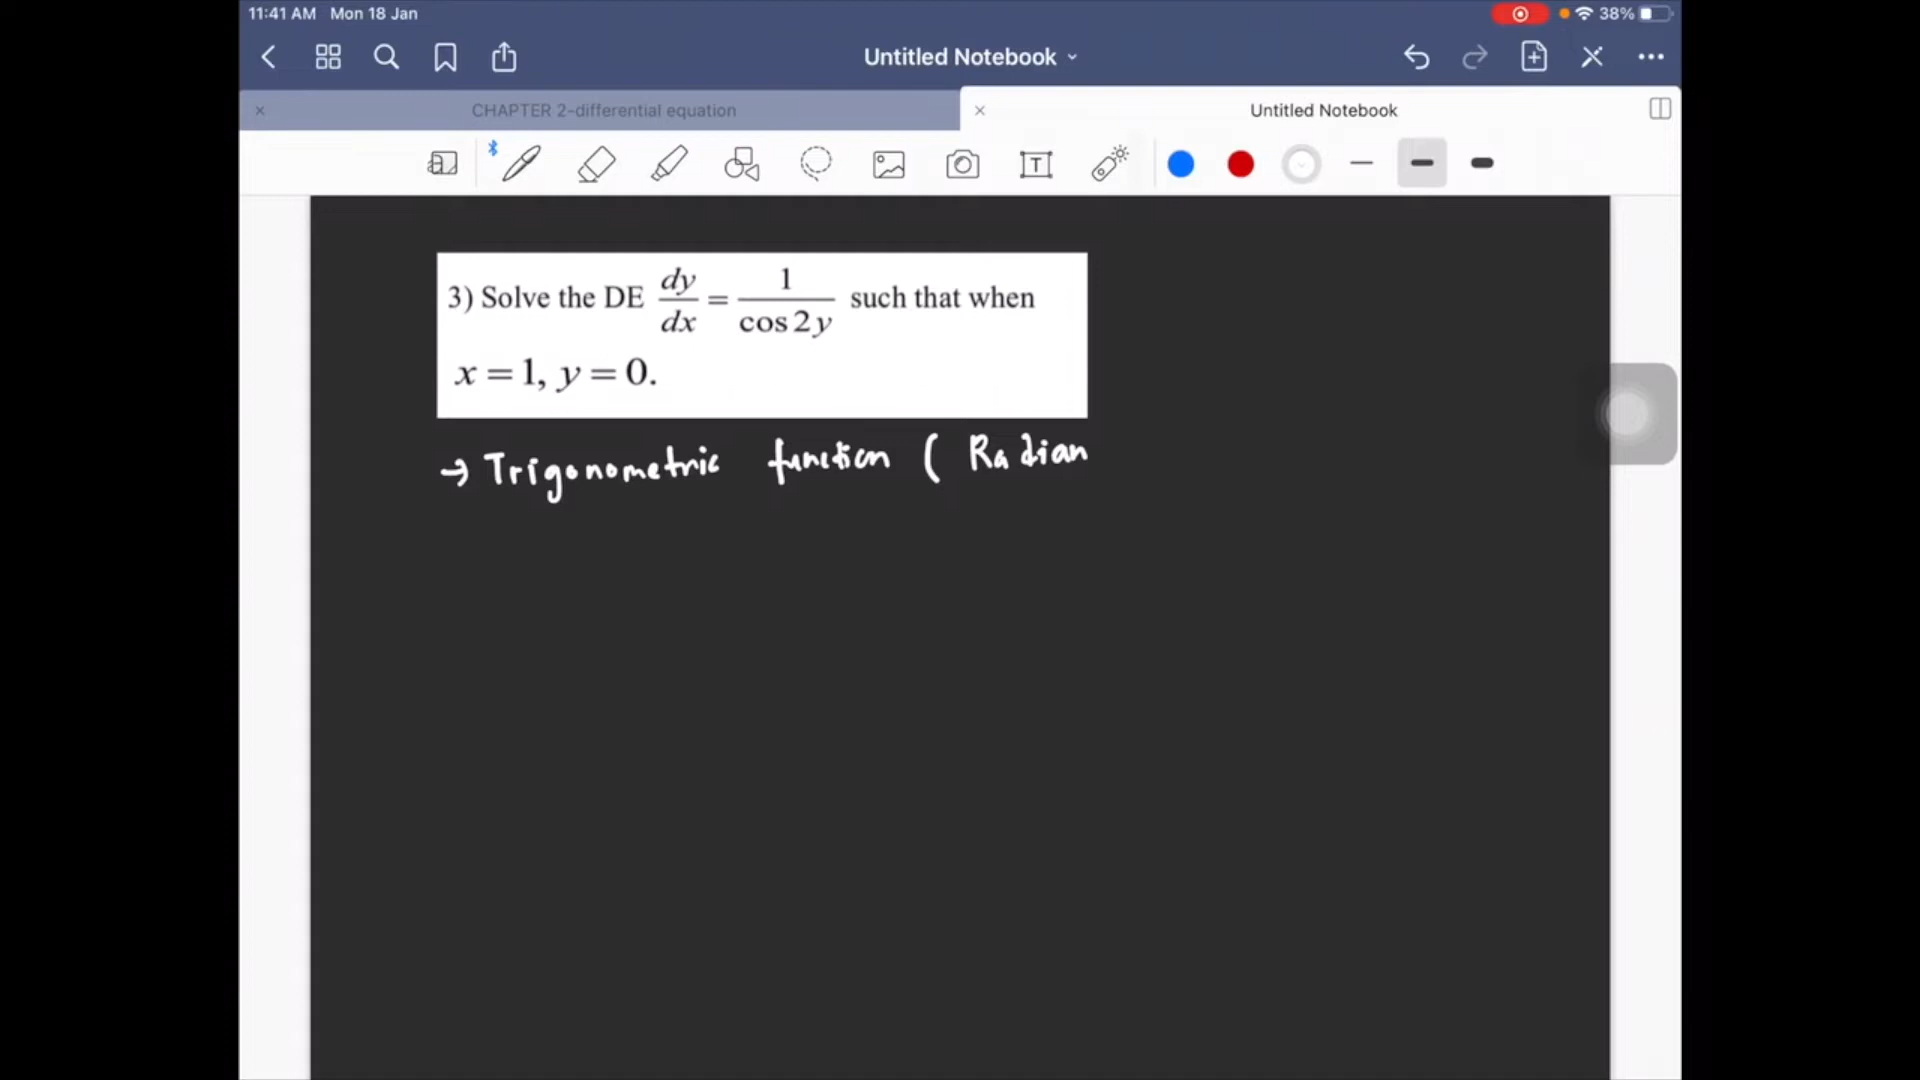 11:41 AM Mon 18 Jan 38%
Untitled Notebook
CHAPTER 2-differential equation Untitled Notebook
T
3) Solve the DE dy/dx = 1/cos 2y such that when
x = 1, y = 0.
→ Trigonometric function ( Radian